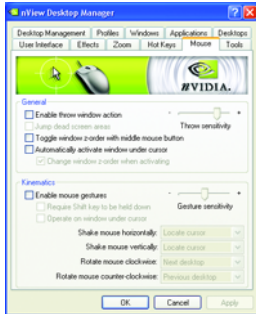 nView Desktop Manager
Desktop Management Profiles Windows Applications Desktops
User Interface Effects Zoom Hot Keys Mouse Tools
NVIDIA.
General
Enable throw window action
- +
Jump dead screen areas
Throw sensitivity
Toggle window z-order with middle mouse button
Automatically activate window under cursor
Change window z-order when activating
Kinematics
Enable mouse gestures
- +
Require Shift key to be held down
Gesture sensitivity
Operate on window under cursor
Shake mouse horizontally: Locate cursor
Shake mouse vertically: Locate cursor
Rotate mouse clockwise: Next desktop
Rotate mouse counter-clockwise: Previous desktop
OK Cancel Apply